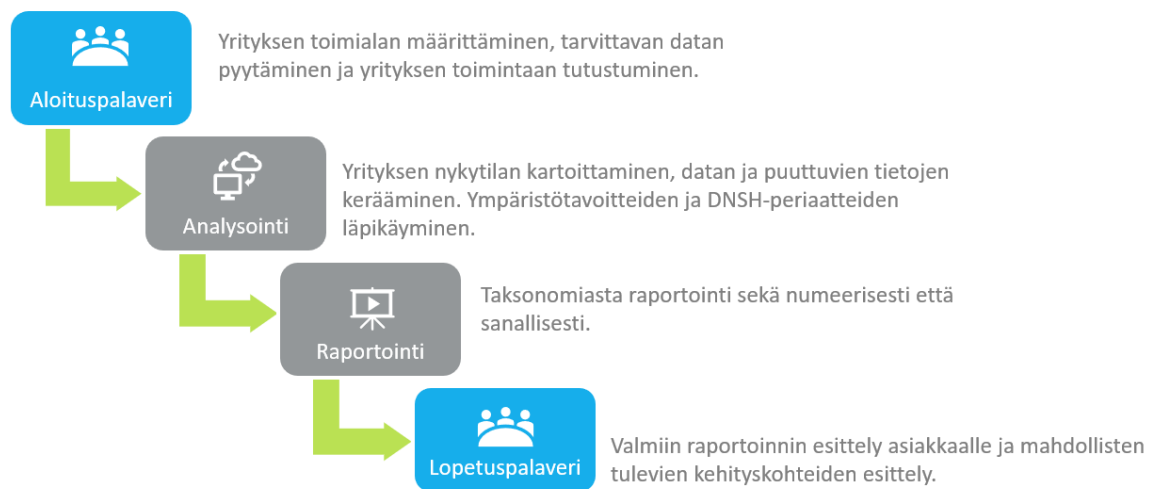 Aloituspalaveri
Yrityksen toimialan määrittäminen, tarvittavan datan
pyytäminen ja yrityksen toimintaan tutustuminen.
Analysointi
Yrityksen nykytilan kartoittaminen, datan ja puuttuvien tietojen
kerääminen. Ympäristötavoitteiden ja DNSH-periaatteiden
läpikäyminen.
Raportointi
Taksonomiasta raportointi sekä numeerisesti että
sanallisesti.
Lopetuspalaveri
Valmiin raportoinnin esittely asiakkaalle ja mahdollisten
tulevien kehityskohteiden esittely.